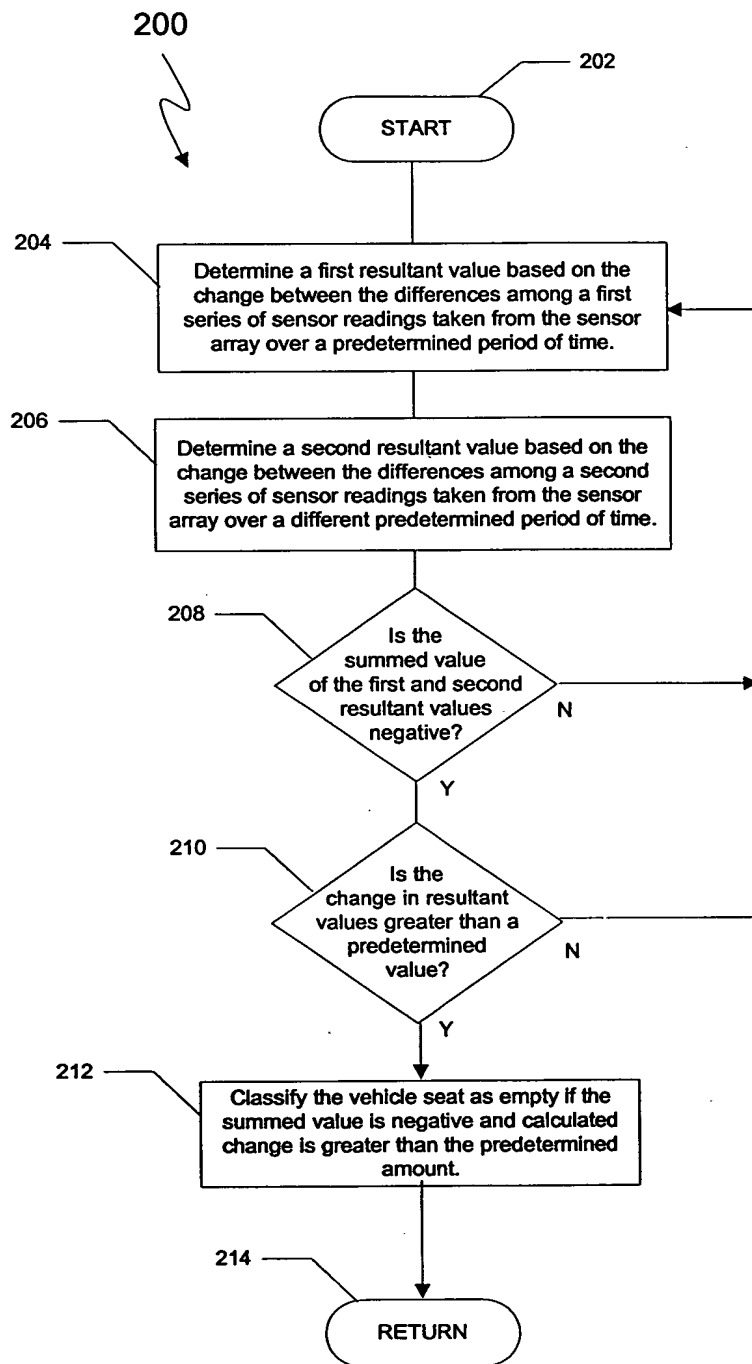 200
202
START
204
Determine a first resultant value based on the
change between the differences among a first
series of sensor readings taken from the sensor
array over a predetermined period of time.
206
Determine a second resultant value based on the
change between the differences among a second
series of sensor readings taken from the sensor
array over a different predetermined period of time.
208
Is the
summed value
of the first and second
resultant values
negative?
N
Y
210
Is the
change in resultant
values greater than a
predetermined
value?
N
Y
212
Classify the vehicle seat as empty if the
summed value is negative and calculated
change is greater than the predetermined
amount.
214
RETURN